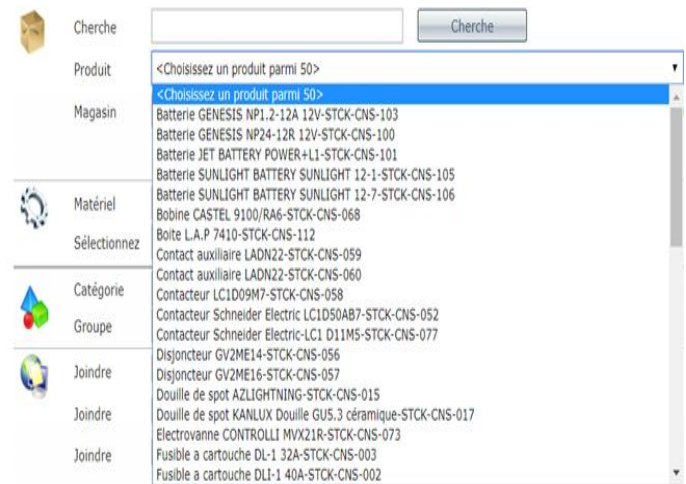 Cherche
Cherche
Produit
<Choisissez un produit parmi 50>
<Choisissez un produit parmi 50>
Magasin
Batterie GENESIS NP1.2-12A 12V-STCK-CNS-103
Batterie GENESIS NP24-12R 12V-STCK-CNS-100
Batterie JET BATTERY POWER+L1-STCK-CNS-101
Batterie SUNLIGHT BATTERY SUNLIGHT 12-1-STCK-CNS-105
Batterie SUNLIGHT BATTERY SUNLIGHT 12-7-STCK-CNS-106
Matériel
Bobine CASTEL 9100/RA6-STCK-CNS-068
Boite L.A.P 7410-STCK-CNS-112
Sélectionnez
Contact auxiliaire LADN22-STCK-CNS-059
Contact auxiliaire LADN22-STCK-CNS-060
Catégorie
Contacteur LC1D09M7-STCK-CNS-058
Contacteur Schneider Electric LC1D50AB7-STCK-CNS-052
Groupe
Contacteur Schneider Electric-LC1 D11M5-STCK-CNS-077
Disjoncteur GV2ME14-STCK-CNS-056
Joindre
Disjoncteur GV2ME16-STCK-CNS-057
Douille de spot AZLIGHTNING-STCK-CNS-015
Joindre
Douille de spot KANLUX Douille GU5.3 céramique-STCK-CNS-017
Electrovanne CONTROLLI MVX21R-STCK-CNS-073
Joindre
Fusible a cartouche DL-1 32A-STCK-CNS-003
Fusible a cartouche DLI-1 40A-STCK-CNS-002